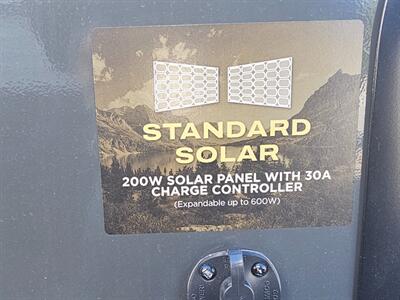 STANDARD
SOLAR
200W SOLAR PANEL WITH 30A
CHARGE CONTROLLER
(Expandable up to 600W)